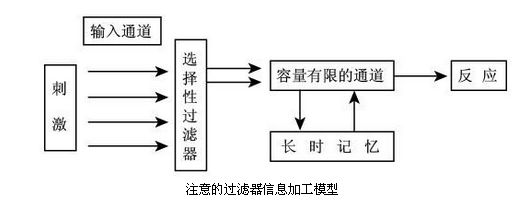 输入通道
刺激
选择性过滤器
容量有限的通道
反应
长时记忆
注意的过滤器信息加工模型